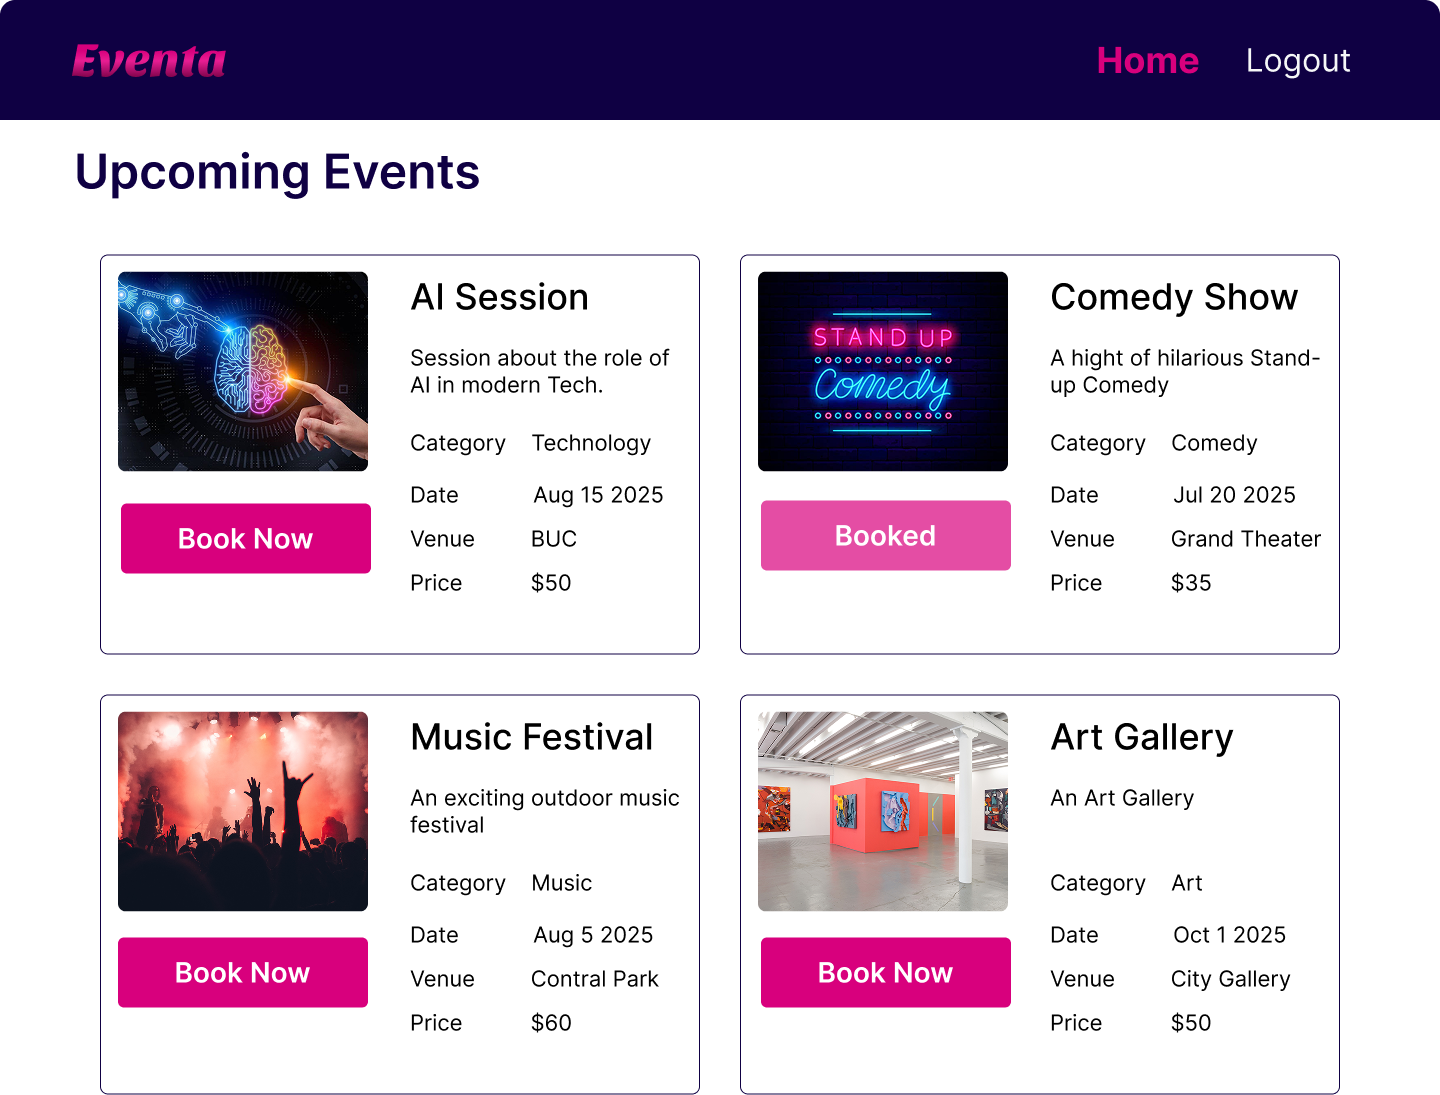 Eventa
Home
Logout
Upcoming Events
AI Session
Session about the role of
AI in modern Tech.
Category Technology
Date Aug 15 2025
Venue BUC
Price $50
Book Now
STAND UP
Comedy
Comedy Show
A hight of hilarious Stand-
up Comedy
Category Comedy
Date Jul 20 2025
Venue Grand Theater
Price $35
Booked
Music Festival
An exciting outdoor music
festival
Category Music
Date Aug 5 2025
Venue Contral Park
Price $60
Book Now
Art Gallery
An Art Gallery
Category Art
Date Oct 1 2025
Venue City Gallery
Price $50
Book Now